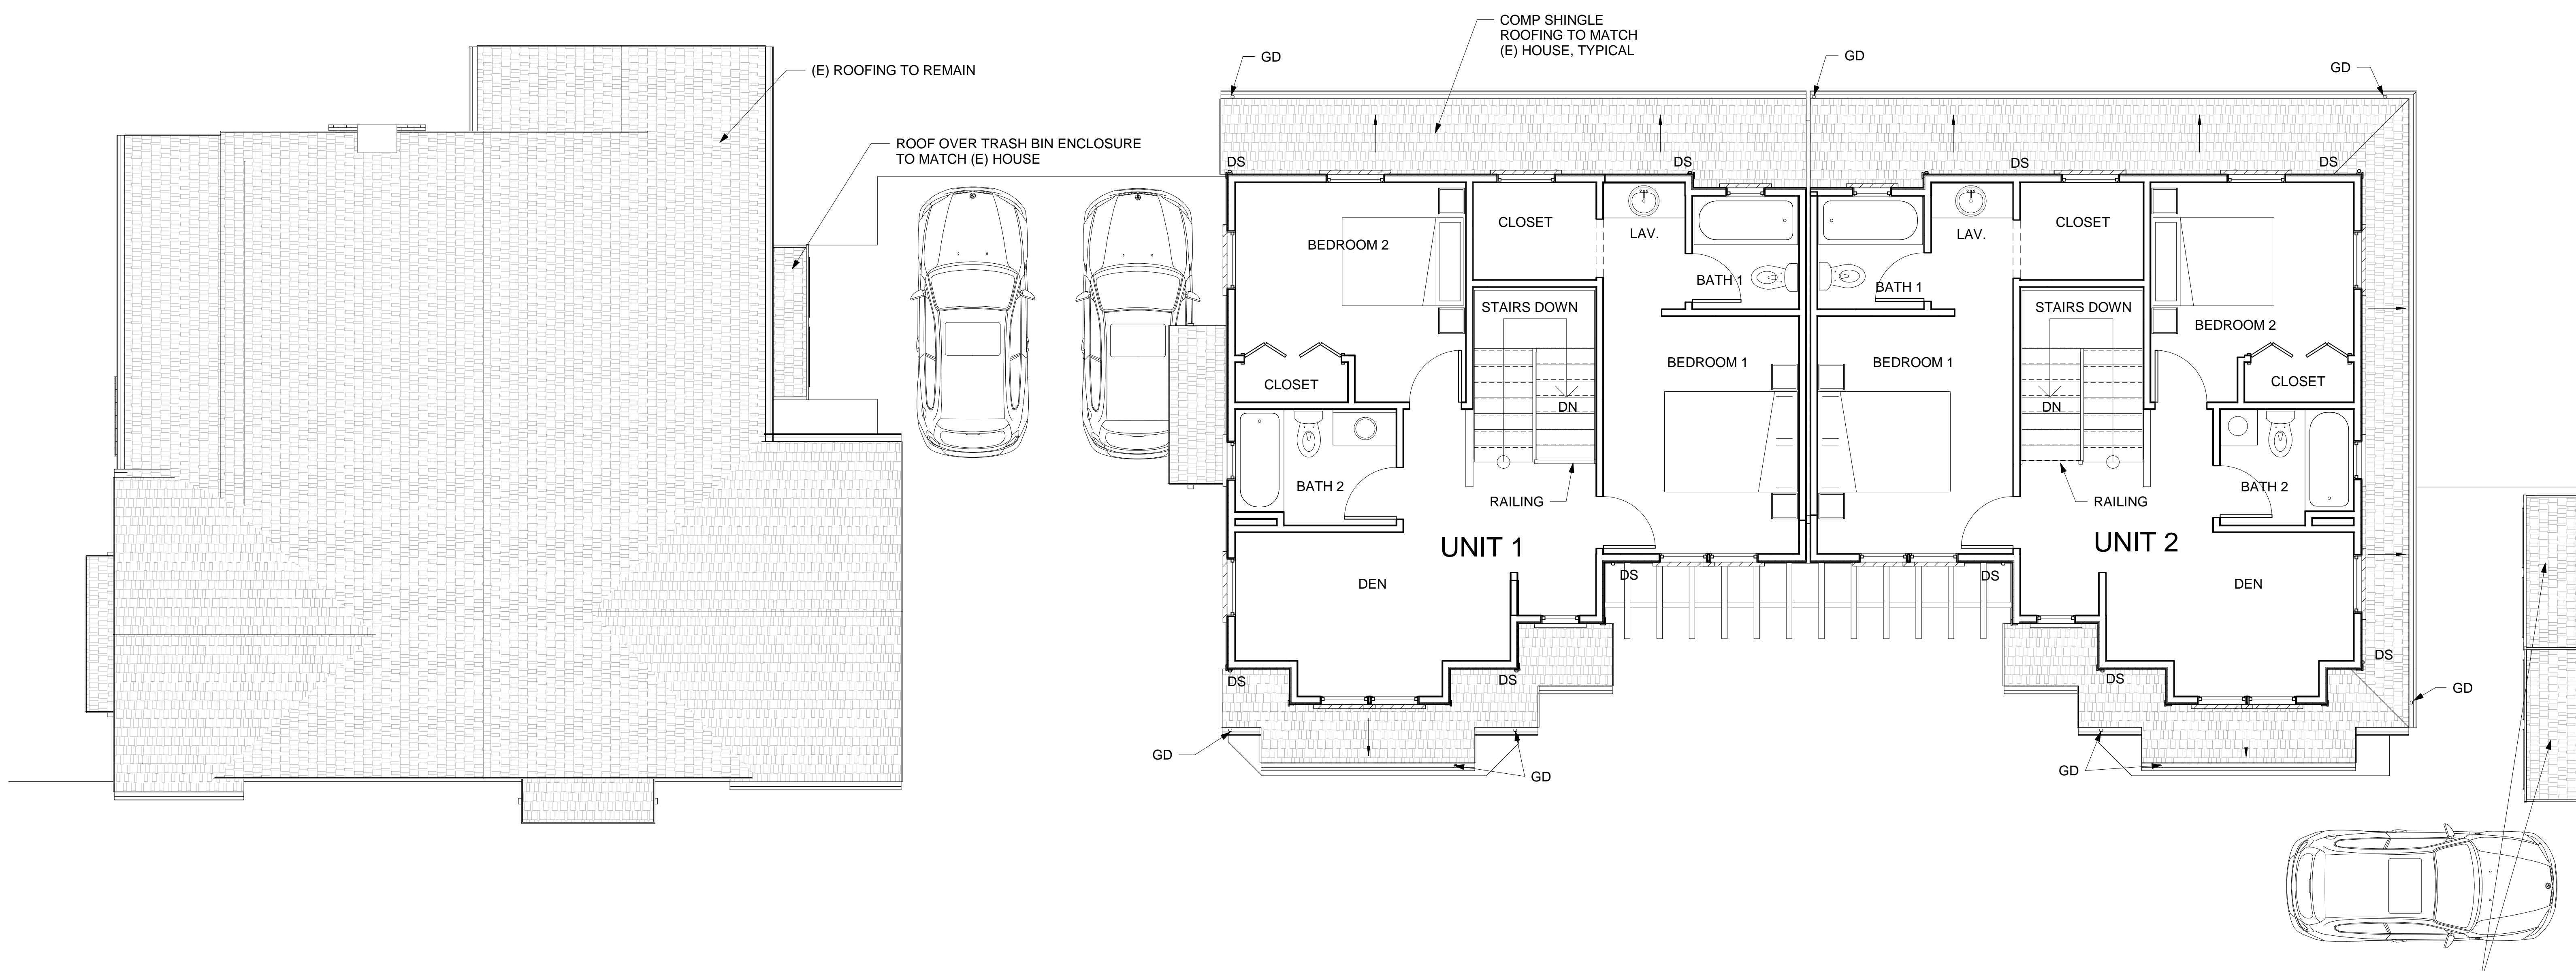 COMP SHINGLE
ROOFING TO MATCH
(E) HOUSE, TYPICAL
GD
GD
GD
(E) ROOFING TO REMAIN
ROOF OVER TRASH BIN ENCLOSURE
TO MATCH (E) HOUSE
DS
DS
DS
DS
BEDROOM 2
CLOSET
LAV.
BATH 1
BATH 1
LAV.
CLOSET
BEDROOM 2
STAIRS DOWN
STAIRS DOWN
BEDROOM 1
BEDROOM 1
CLOSET
CLOSET
DN
DN
BATH 2
RAILING
RAILING
BATH 2
UNIT 1
UNIT 2
DEN
DS
DS
DEN
DS
DS
DS
DS
GD
GD
GD
GD